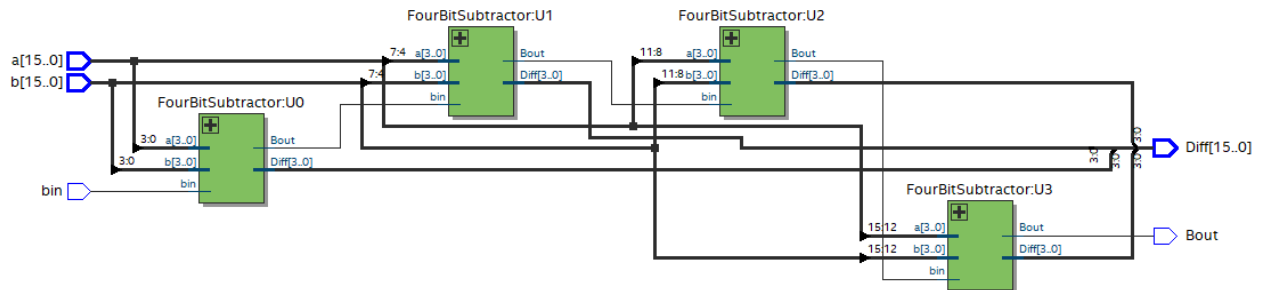 FourBitSubtractor:U1
FourBitSubtractor:U2
a[15..0]
b[15..0]
7:4 a[3..0]
Bout
7:4 b[3..0]
Diff[3..0]
bin
11:8 a[3..0]
Bout
11:8 b[3..0]
Diff[3..0]
bin
FourBitSubtractor:U0
3:0 a[3..0]
Bout
3:0 b[3..0]
Diff[3..0]
bin
bin
3:0
3:0
3:0
3:0
Diff[15..0]
FourBitSubtractor:U3
15:12 a[3..0]
Bout
15:12 b[3..0]
Diff[3..0]
bin
Bout